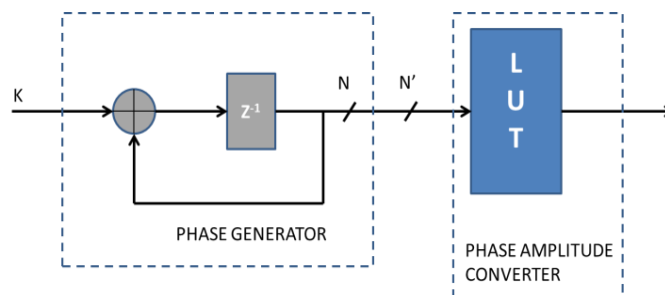 K
Z⁻¹
N
N'
L
U
T
PHASE GENERATOR
PHASE AMPLITUDE
CONVERTER